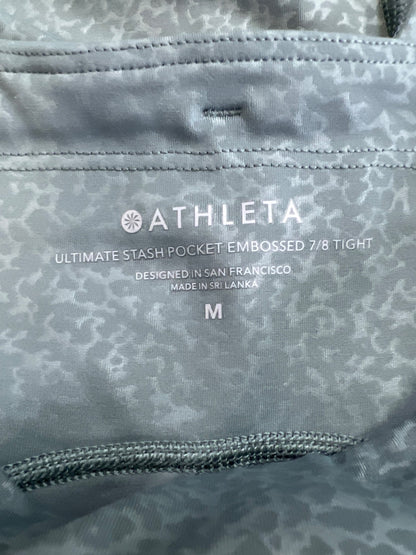 ATHLETA
ULTIMATE STASH POCKET EMBOSSED 7/8 TIGHT
DESIGNED IN SAN FRANCISCO
MADE IN SRI LANKA
M